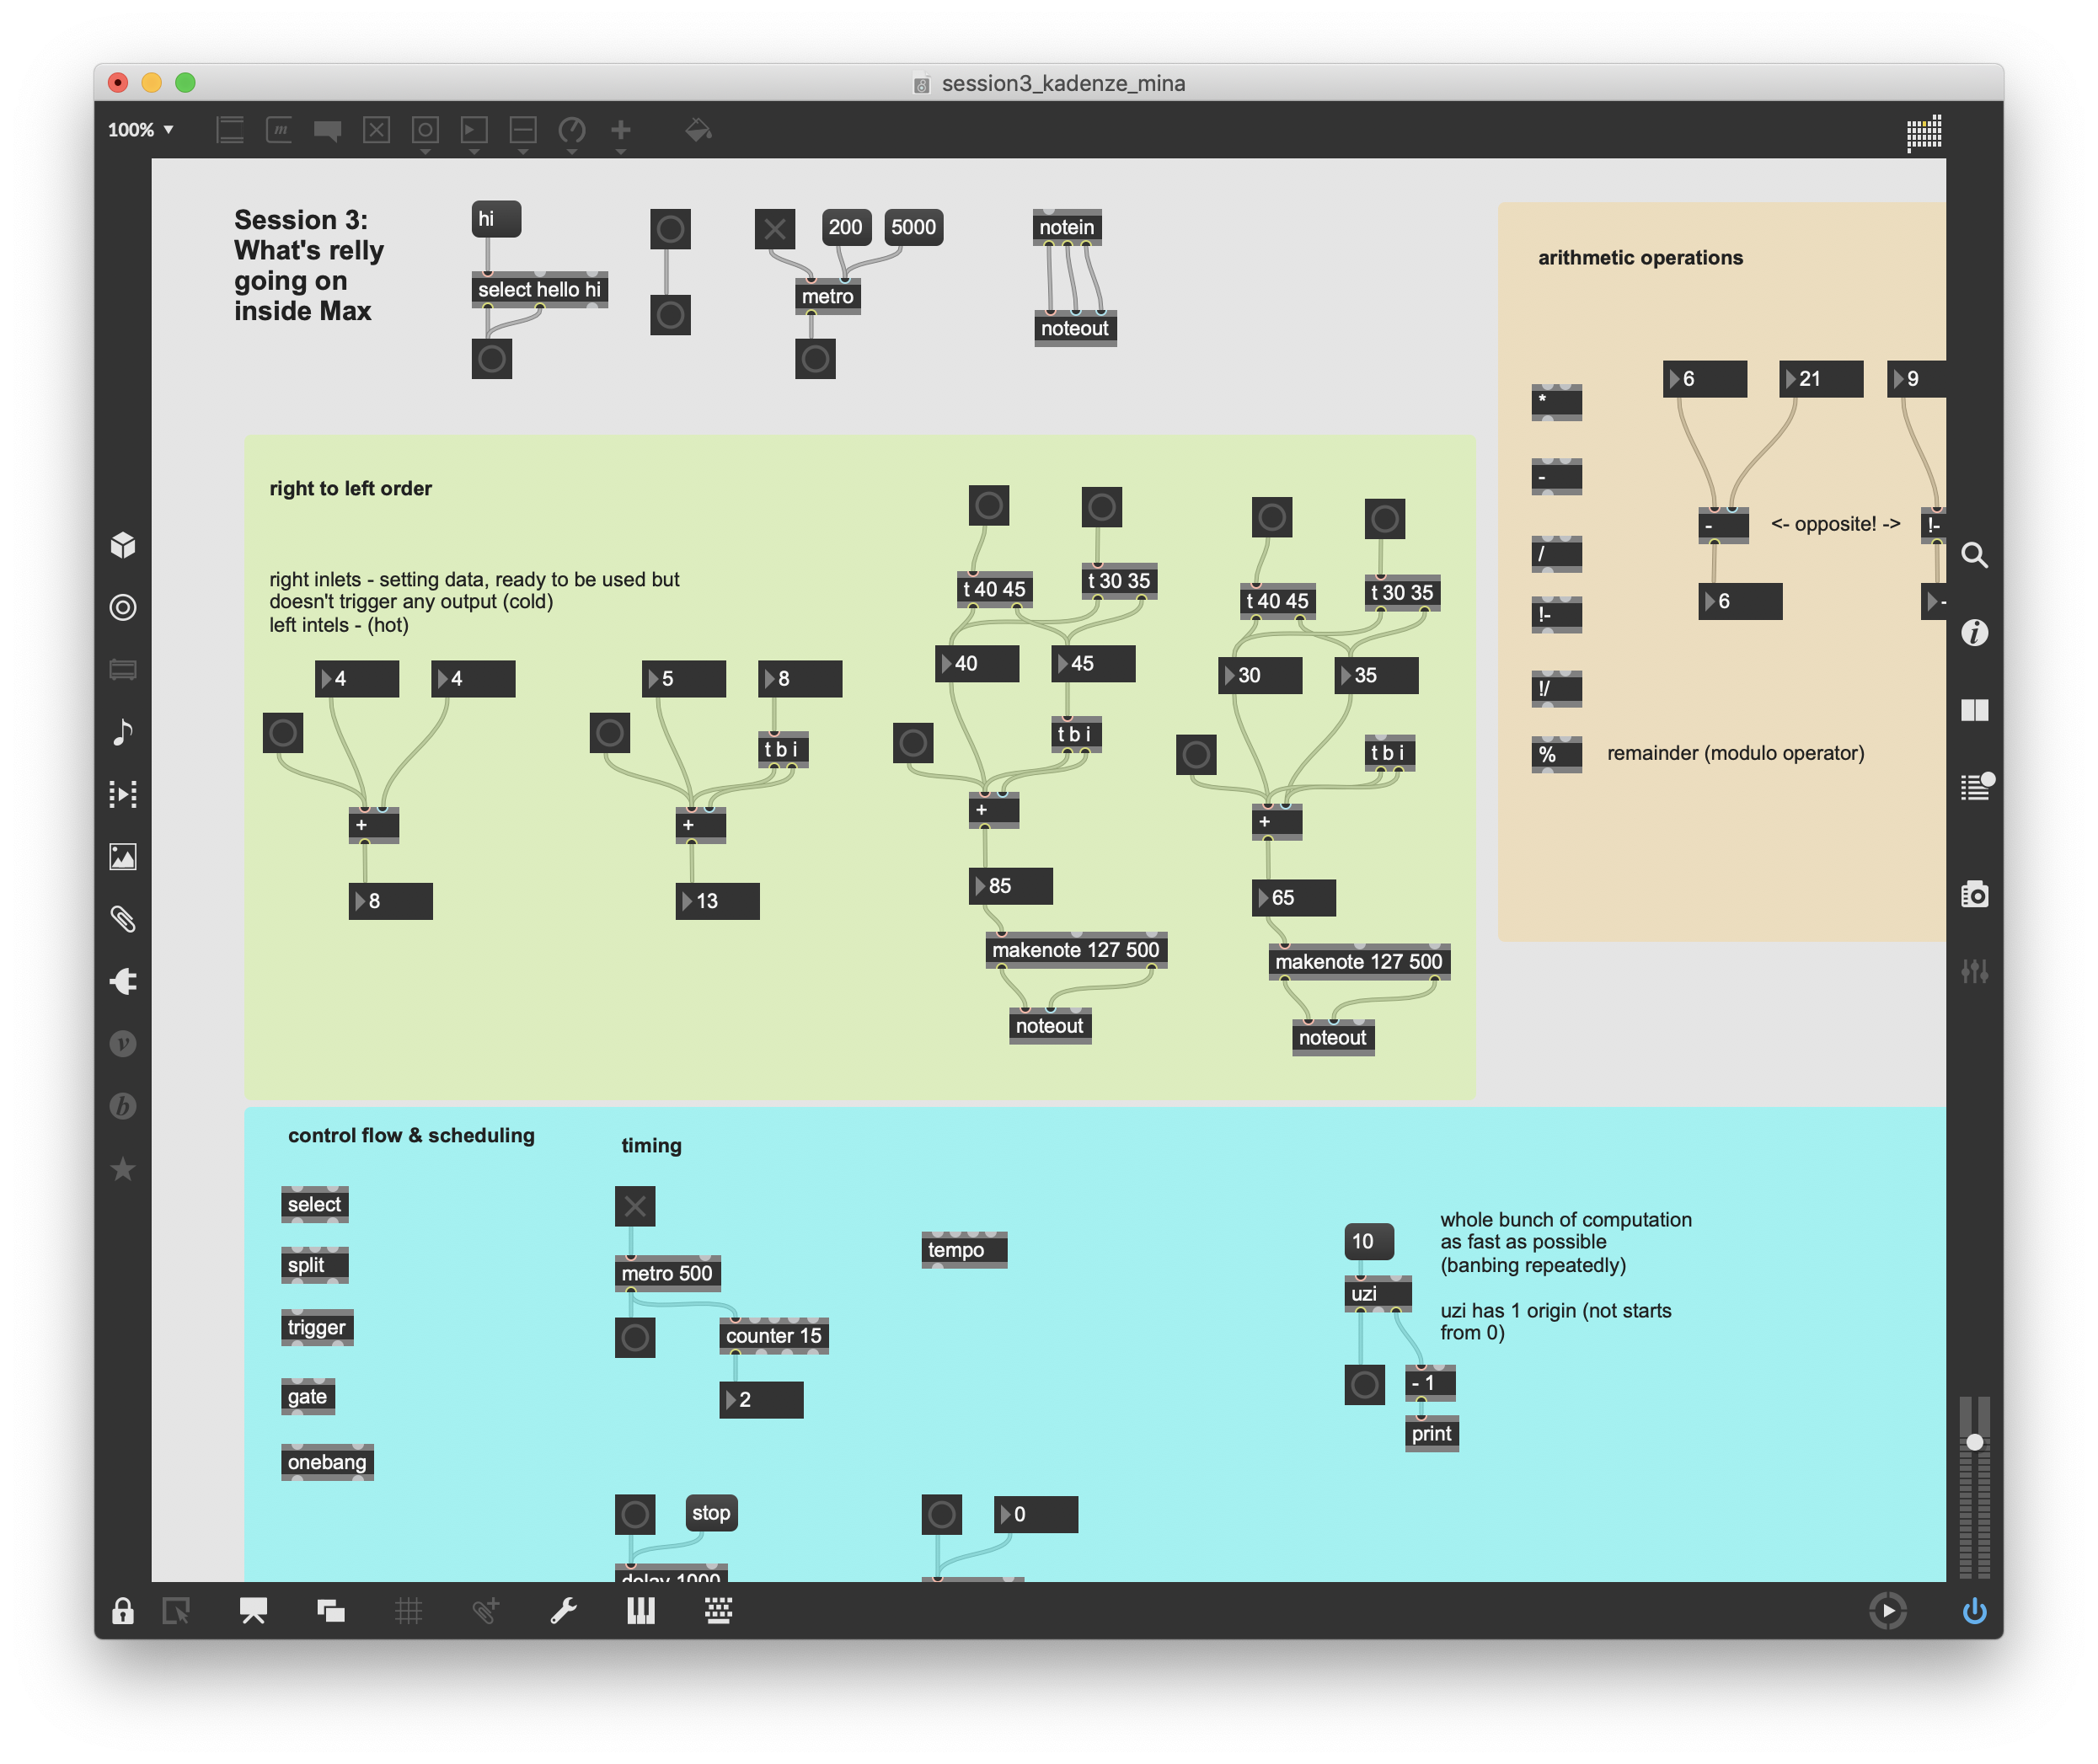 session3_kadenze_mina
100%
Session 3:
What's relly
going on
inside Max
hi
select hello hi
200
5000
metro
notein
noteout
arithmetic operations
6
21
9
*
-
/
!-
!/
%
-
<- opposite! ->
!-
6
-
remainder (modulo operator)
right to left order
right inlets - setting data, ready to be used but
doesn't trigger any output (cold)
left intels - (hot)
4
4
+
8
5
8
t b i
+
13
t 40 45
t 30 35
40
45
t b i
+
85
makenote 127 500
noteout
t 40 45
t 30 35
30
35
t b i
+
65
makenote 127 500
noteout
control flow & scheduling
select
split
trigger
gate
onebang
timing
metro 500
counter 15
2
tempo
10
uzi
- 1
print
whole bunch of computation
as fast as possible
(banbing repeatedly)
uzi has 1 origin (not starts
from 0)
stop
delay 1000
0